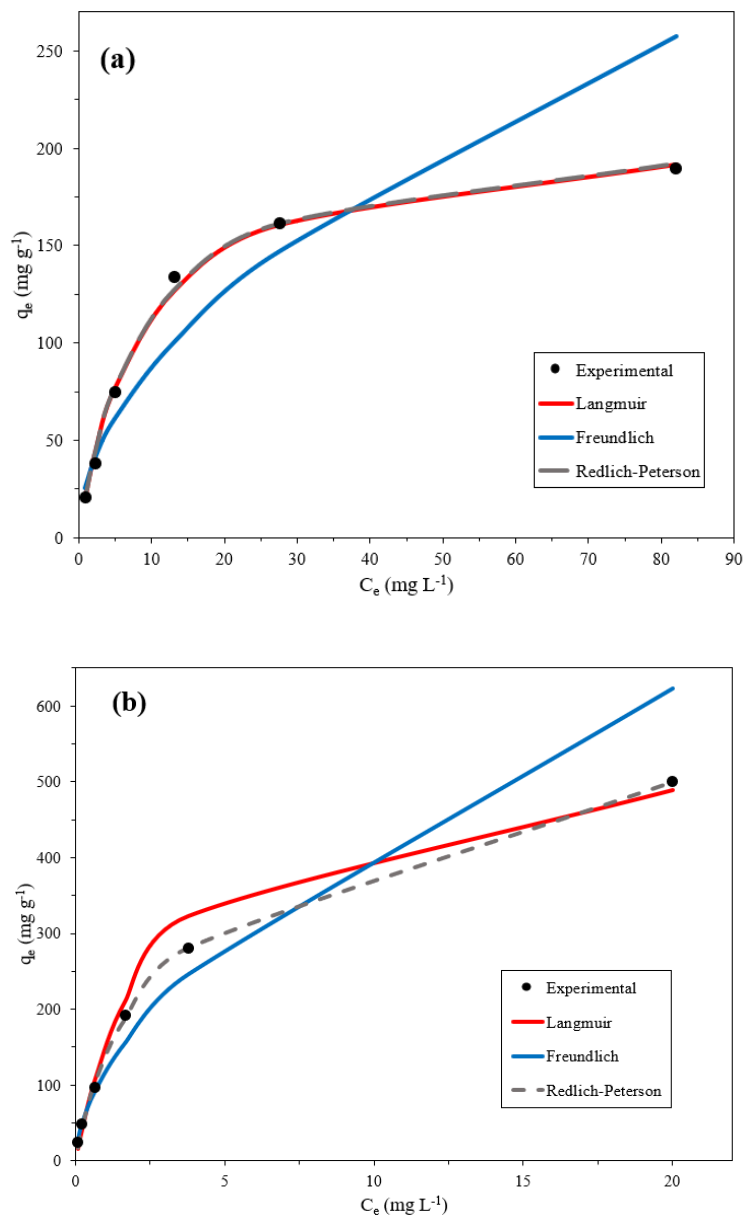 (a)
250
200
150
100
50
0
qe (mg g-1)
0 10 20 30 40 50 60 70 80 90
Ce (mg L-1)
Experimental
Langmuir
Freundlich
Redlich-Peterson
(b)
600
500
400
300
200
100
0
qe (mg g-1)
0 5 10 15 20
Ce (mg L-1)
Experimental
Langmuir
Freundlich
Redlich-Peterson